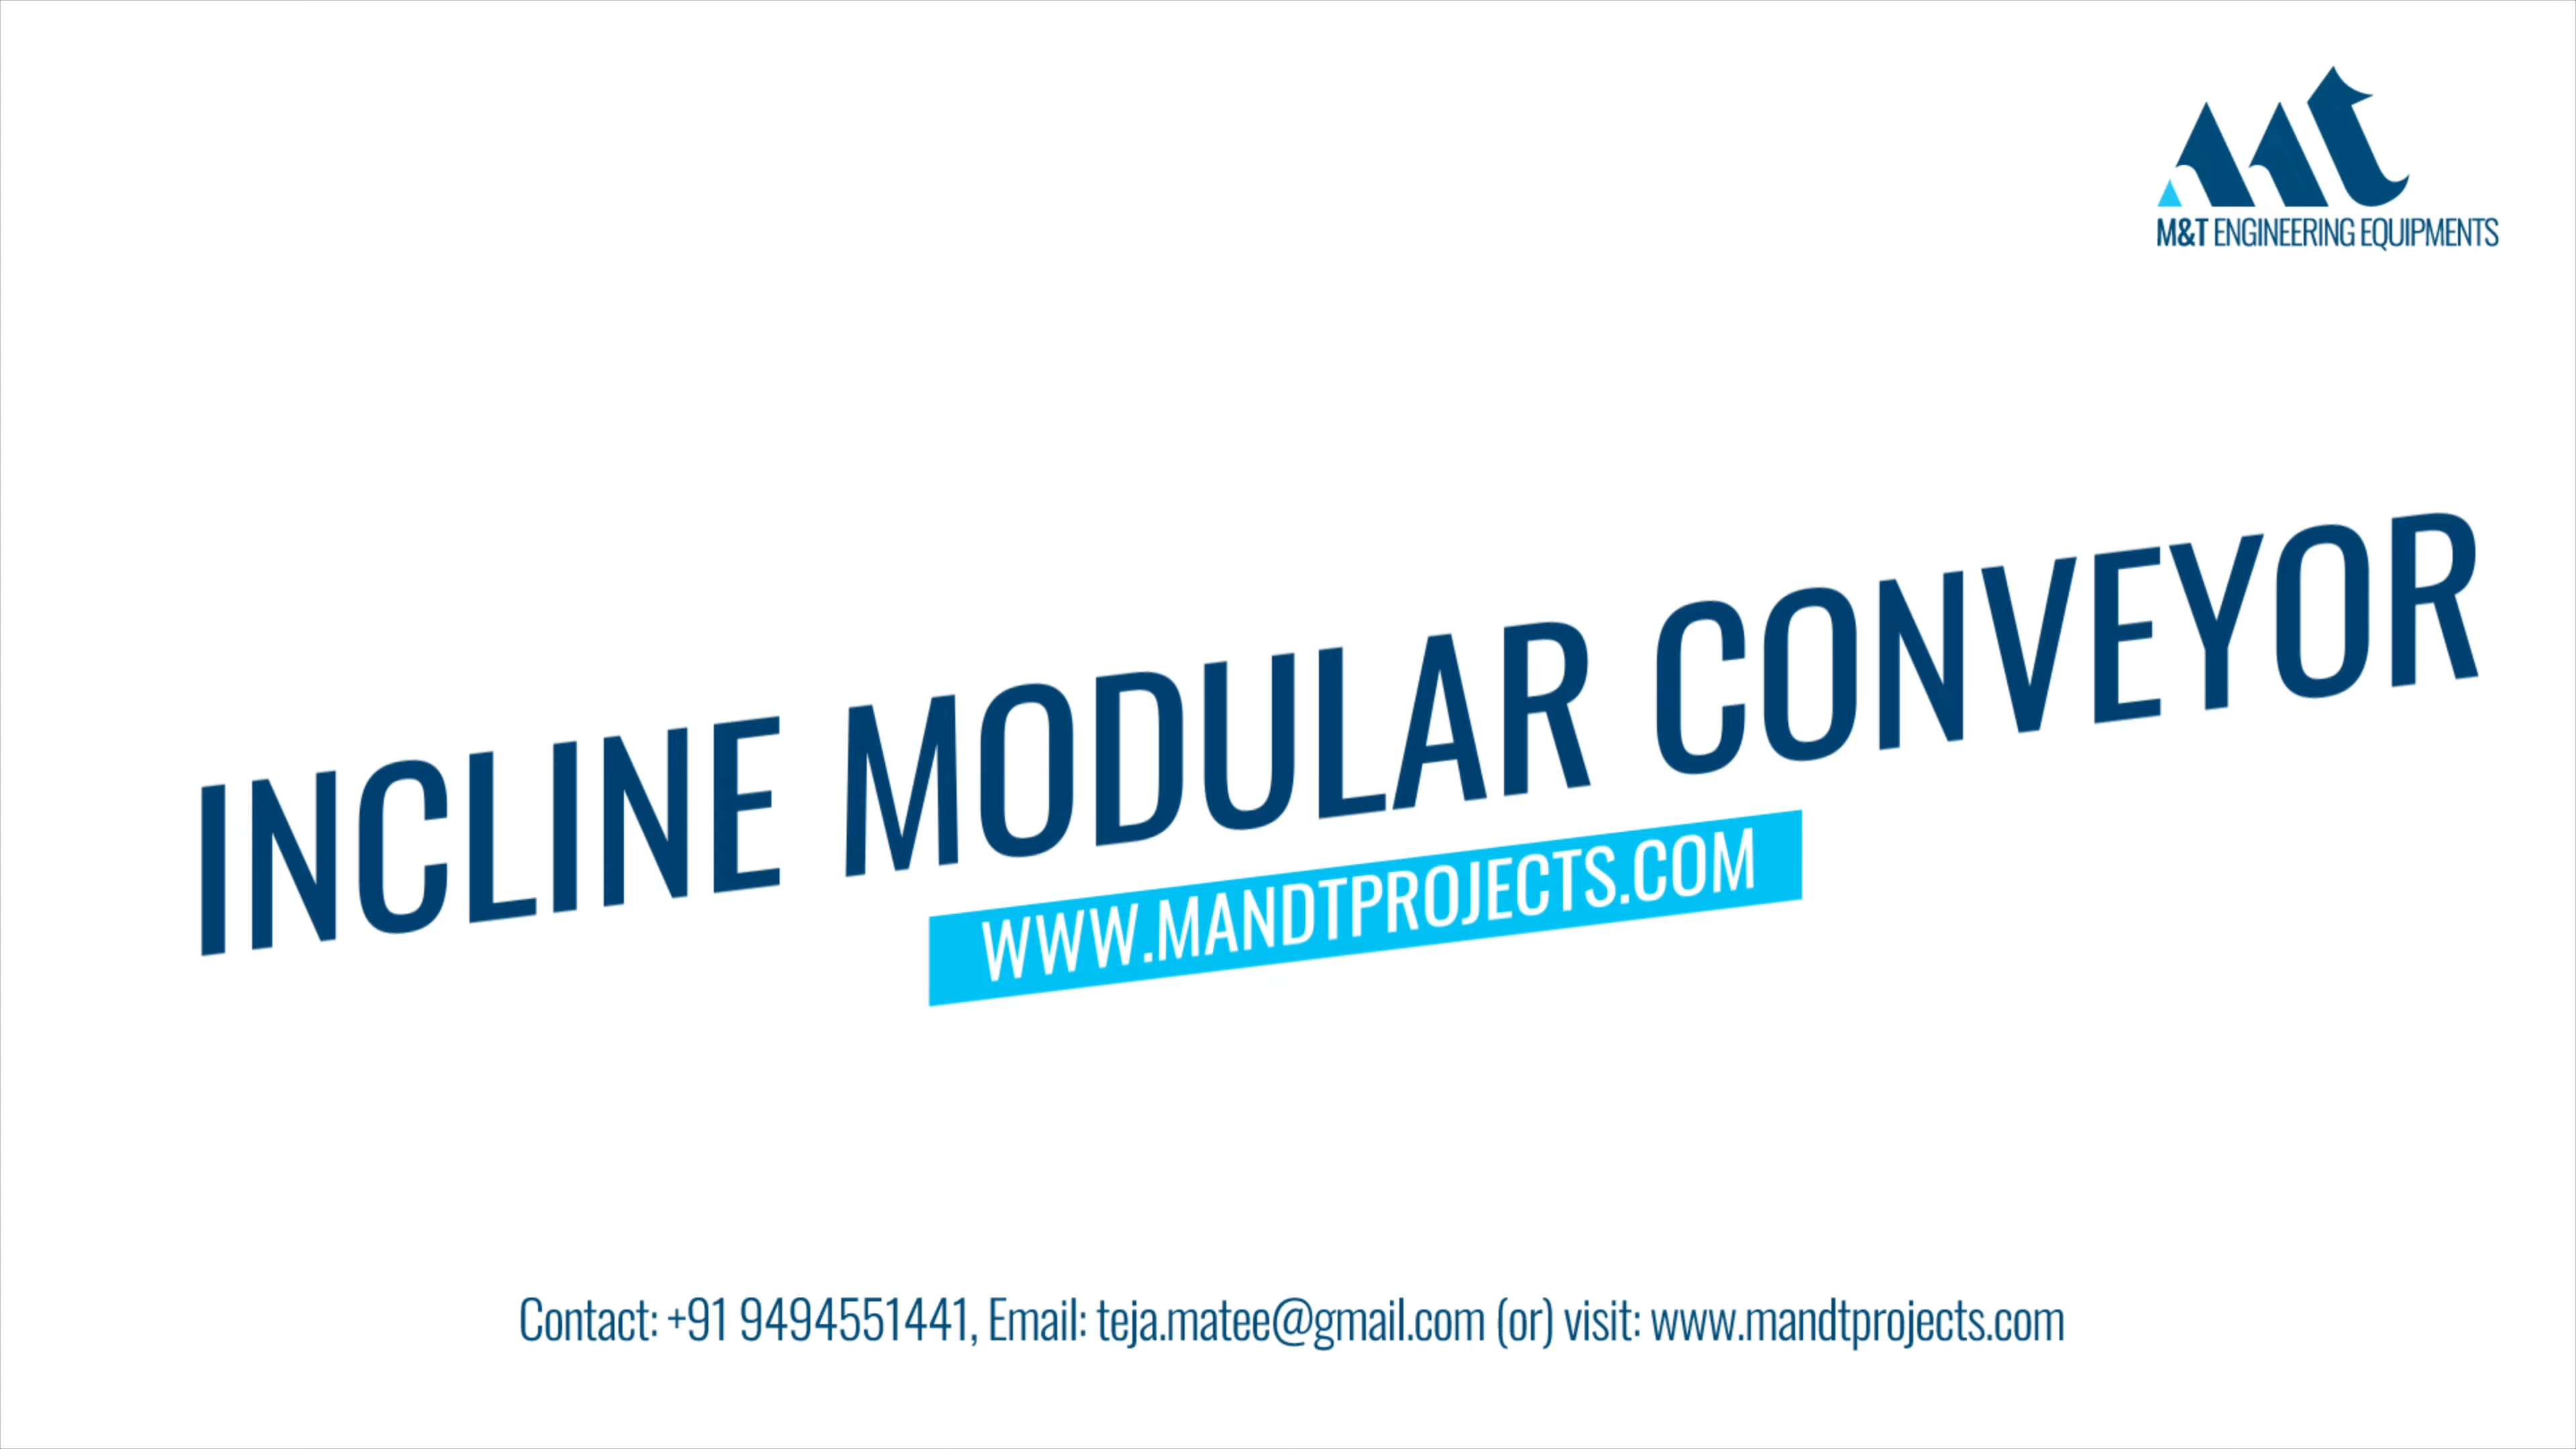 M&T ENGINEERING EQUIPMENTS
INCLINE MODULAR CONVEYOR
WWW.MANDTPROJECTS.COM
Contact: +91 9494551441, Email: teja.matee@gmail.com (or) visit: www.mandtprojects.com